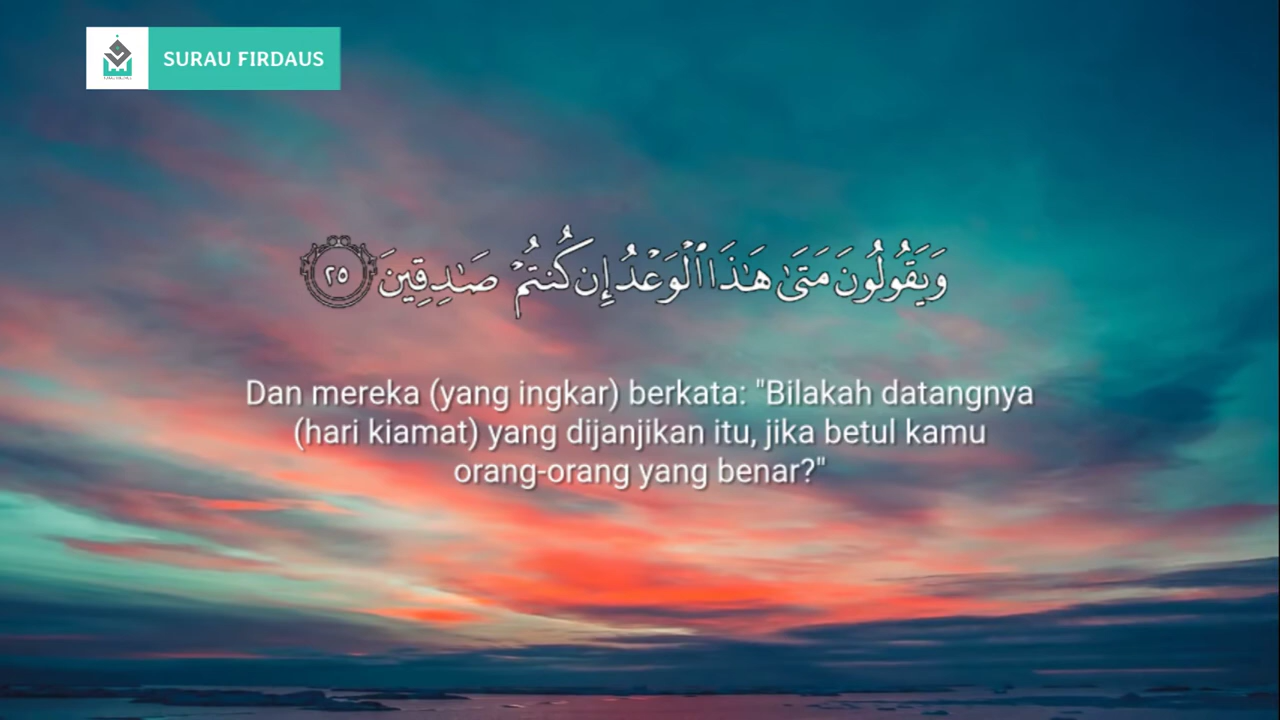 SURAU FIRDAUS
وَيَقُولُونَ مَتَىٰ هَـٰذَا ٱلْوَعْدُ إِن كُنتُمْ صَـٰدِقِينَ ٢٥
Dan mereka (yang ingkar) berkata: "Bilakah datangnya
(hari kiamat) yang dijanjikan itu, jika betul kamu
orang-orang yang benar?"